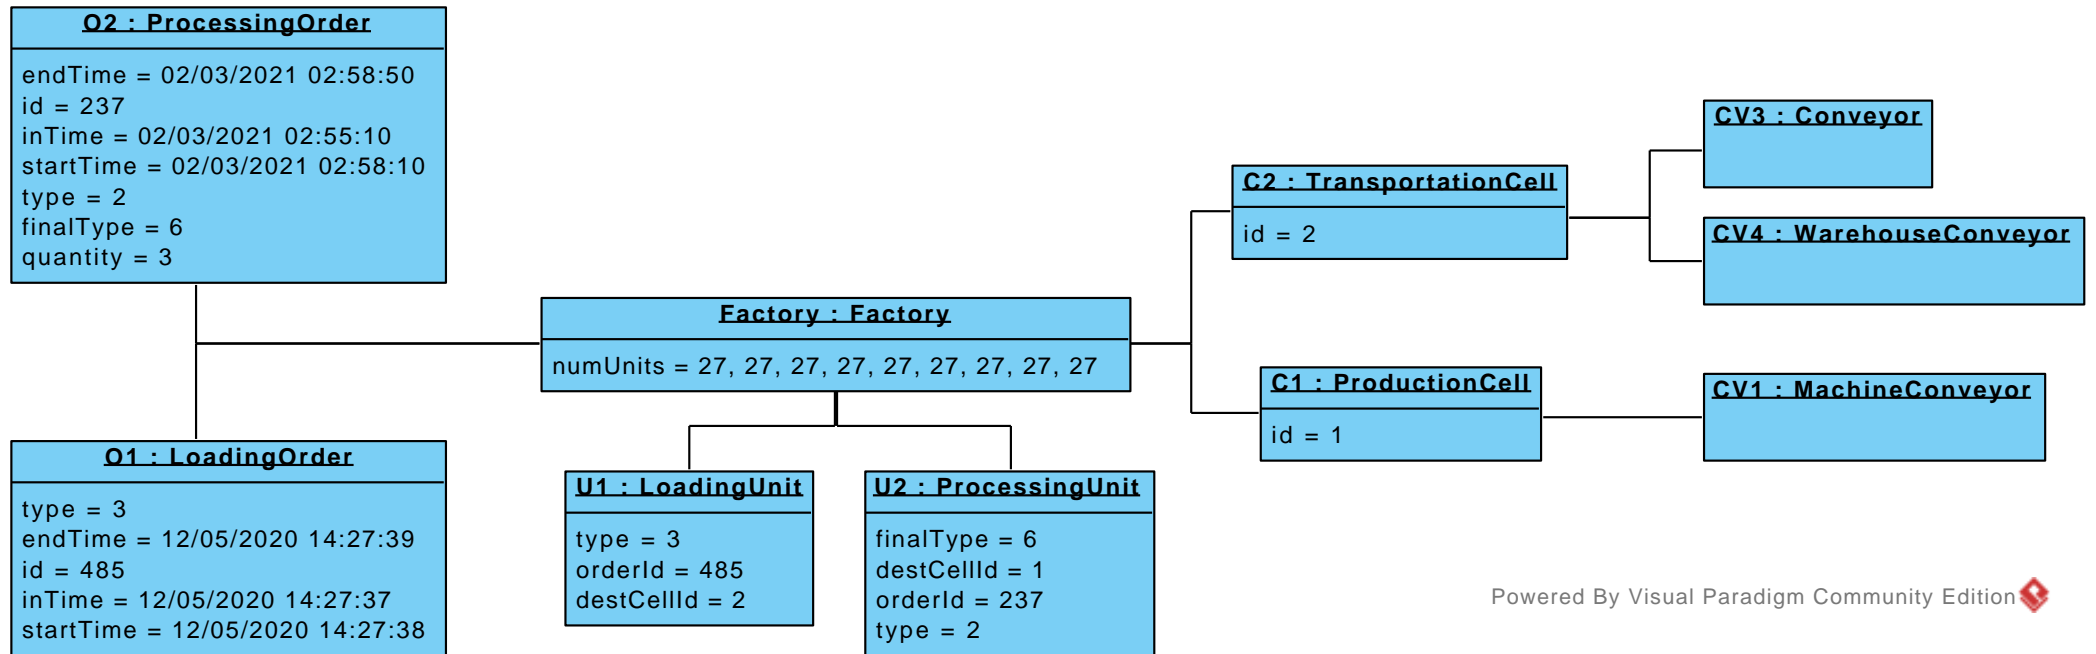 O2 : ProcessingOrder
endTime = 02/03/2021 02:58:50
id = 237
inTime = 02/03/2021 02:55:10
startTime = 02/03/2021 02:58:10
type = 2
finalType = 6
quantity = 3
O1 : LoadingOrder
type = 3
endTime = 12/05/2020 14:27:39
id = 485
inTime = 12/05/2020 14:27:37
startTime = 12/05/2020 14:27:38
Factory : Factory
numUnits = 27, 27, 27, 27, 27, 27, 27, 27, 27
U1 : LoadingUnit
type = 3
orderId = 485
destCellId = 2
U2 : ProcessingUnit
finalType = 6
destCellId = 1
orderId = 237
type = 2
C2 : TransportationCell
id = 2
C1 : ProductionCell
id = 1
CV3 : Conveyor
CV4 : WarehouseConveyor
CV1 : MachineConveyor
Powered By Visual Paradigm Community Edition